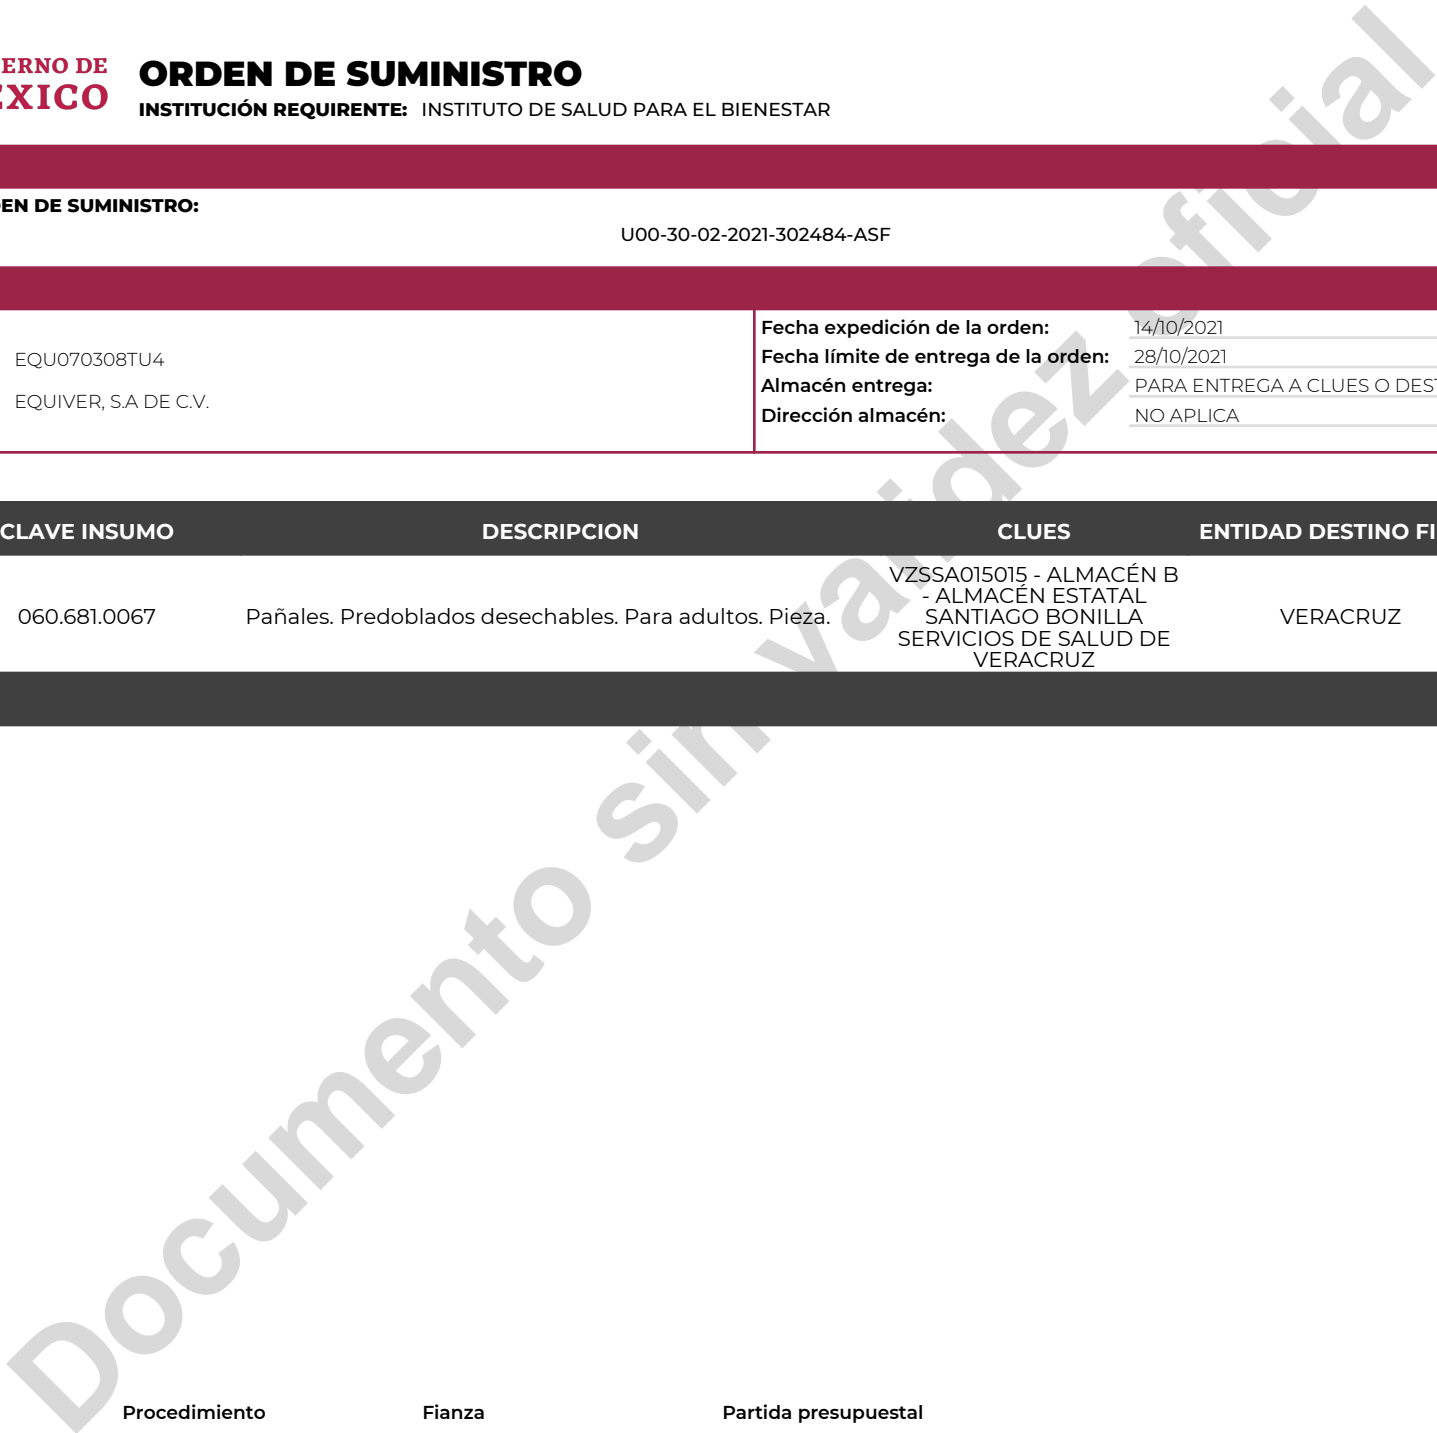 ERNO DE
EXICO
ORDEN DE SUMINISTRO
INSTITUCIÓN REQUIRENTE: INSTITUTO DE SALUD PARA EL BIENESTAR
EN DE SUMINISTRO:
U00-30-02-2021-302484-ASF
EQU070308TU4
EQUIVER, S.A DE C.V.
Fecha expedición de la orden: 14/10/2021
Fecha límite de entrega de la orden: 28/10/2021
Almacén entrega: PARA ENTREGA A CLUES O DEST
Dirección almacén: NO APLICA
CLAVE INSUMO DESCRIPCION CLUES ENTIDAD DESTINO FI
060.681.0067 Pañales. Predoblados desechables. Para adultos. Pieza.
VZSSA015015 - ALMACÉN B
- ALMACÉN ESTATAL
SANTIAGO BONILLA
SERVICIOS DE SALUD DE
VERACRUZ
VERACRUZ
Procedimiento Fianza Partida presupuestal
Documento sin validez oficial